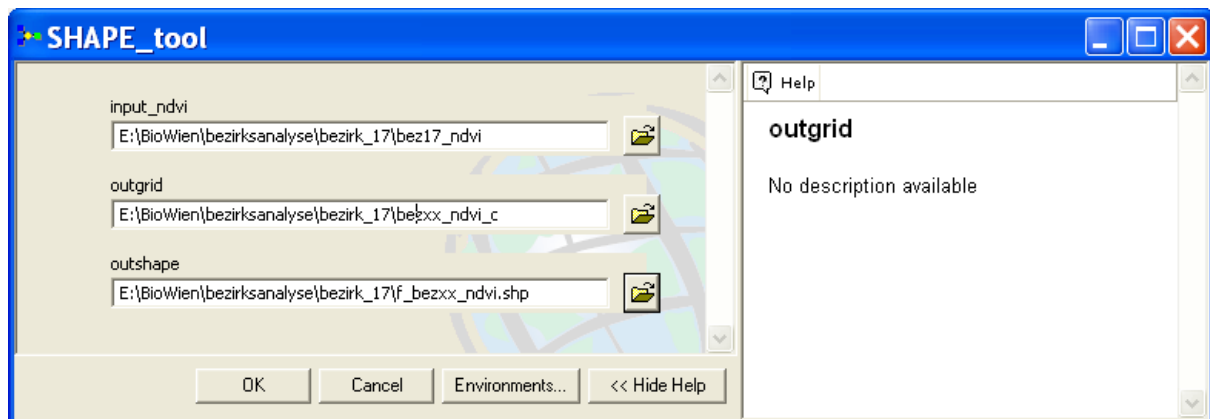 SHAPE_tool
input_ndvi
E:\BioWien\bezirksanalyse\bezirk_17\bez17_ndvi
outgrid
E:\BioWien\bezirksanalyse\bezirk_17\bezxx_ndvi_c
outshape
E:\BioWien\bezirksanalyse\bezirk_17\f_bezxx_ndvi.shp
OK
Cancel
Environments...
<< Hide Help
Help
outgrid
No description available